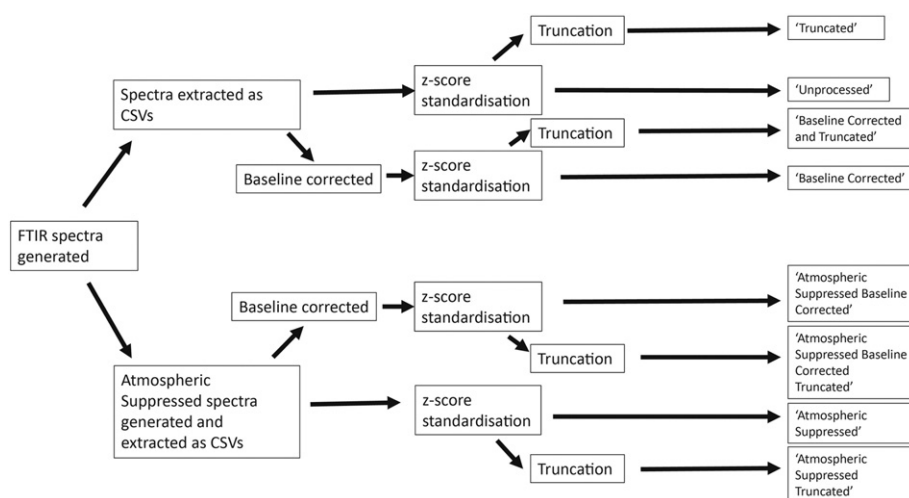 Truncation
'Truncated'
Spectra extracted as
CSVs
z-score
standardisation
'Unprocessed'
Truncation
'Baseline Corrected
and Truncated'
Baseline corrected
z-score
standardisation
'Baseline Corrected'
FTIR spectra
generated
Baseline corrected
z-score
standardisation
'Atmospheric
Suppressed Baseline
Corrected'
Truncation
'Atmospheric
Suppressed Baseline
Corrected
Truncated'
Atmospheric
Suppressed spectra
generated and
extracted as CSVs
z-score
standardisation
'Atmospheric
Suppressed'
Truncation
'Atmospheric
Suppressed
Truncated'